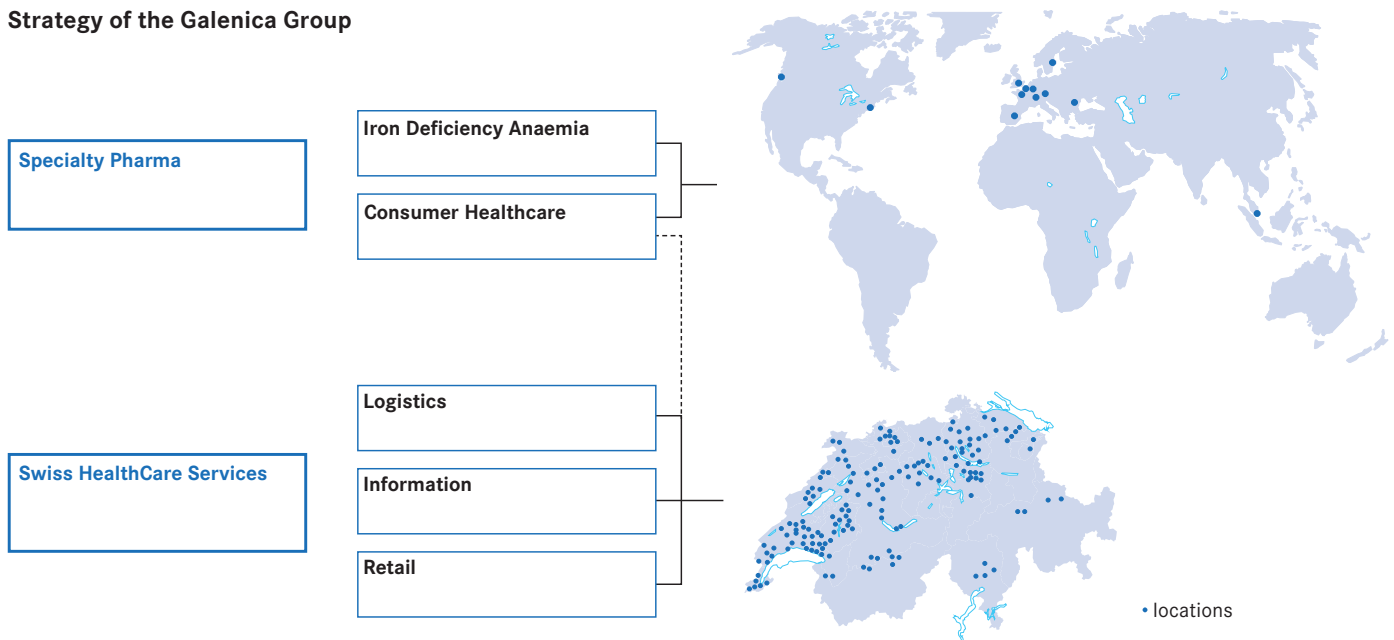 Strategy of the Galenica Group
Specialty Pharma
Iron Deficiency Anaemia
Consumer Healthcare
Swiss HealthCare Services
Logistics
Information
Retail
locations